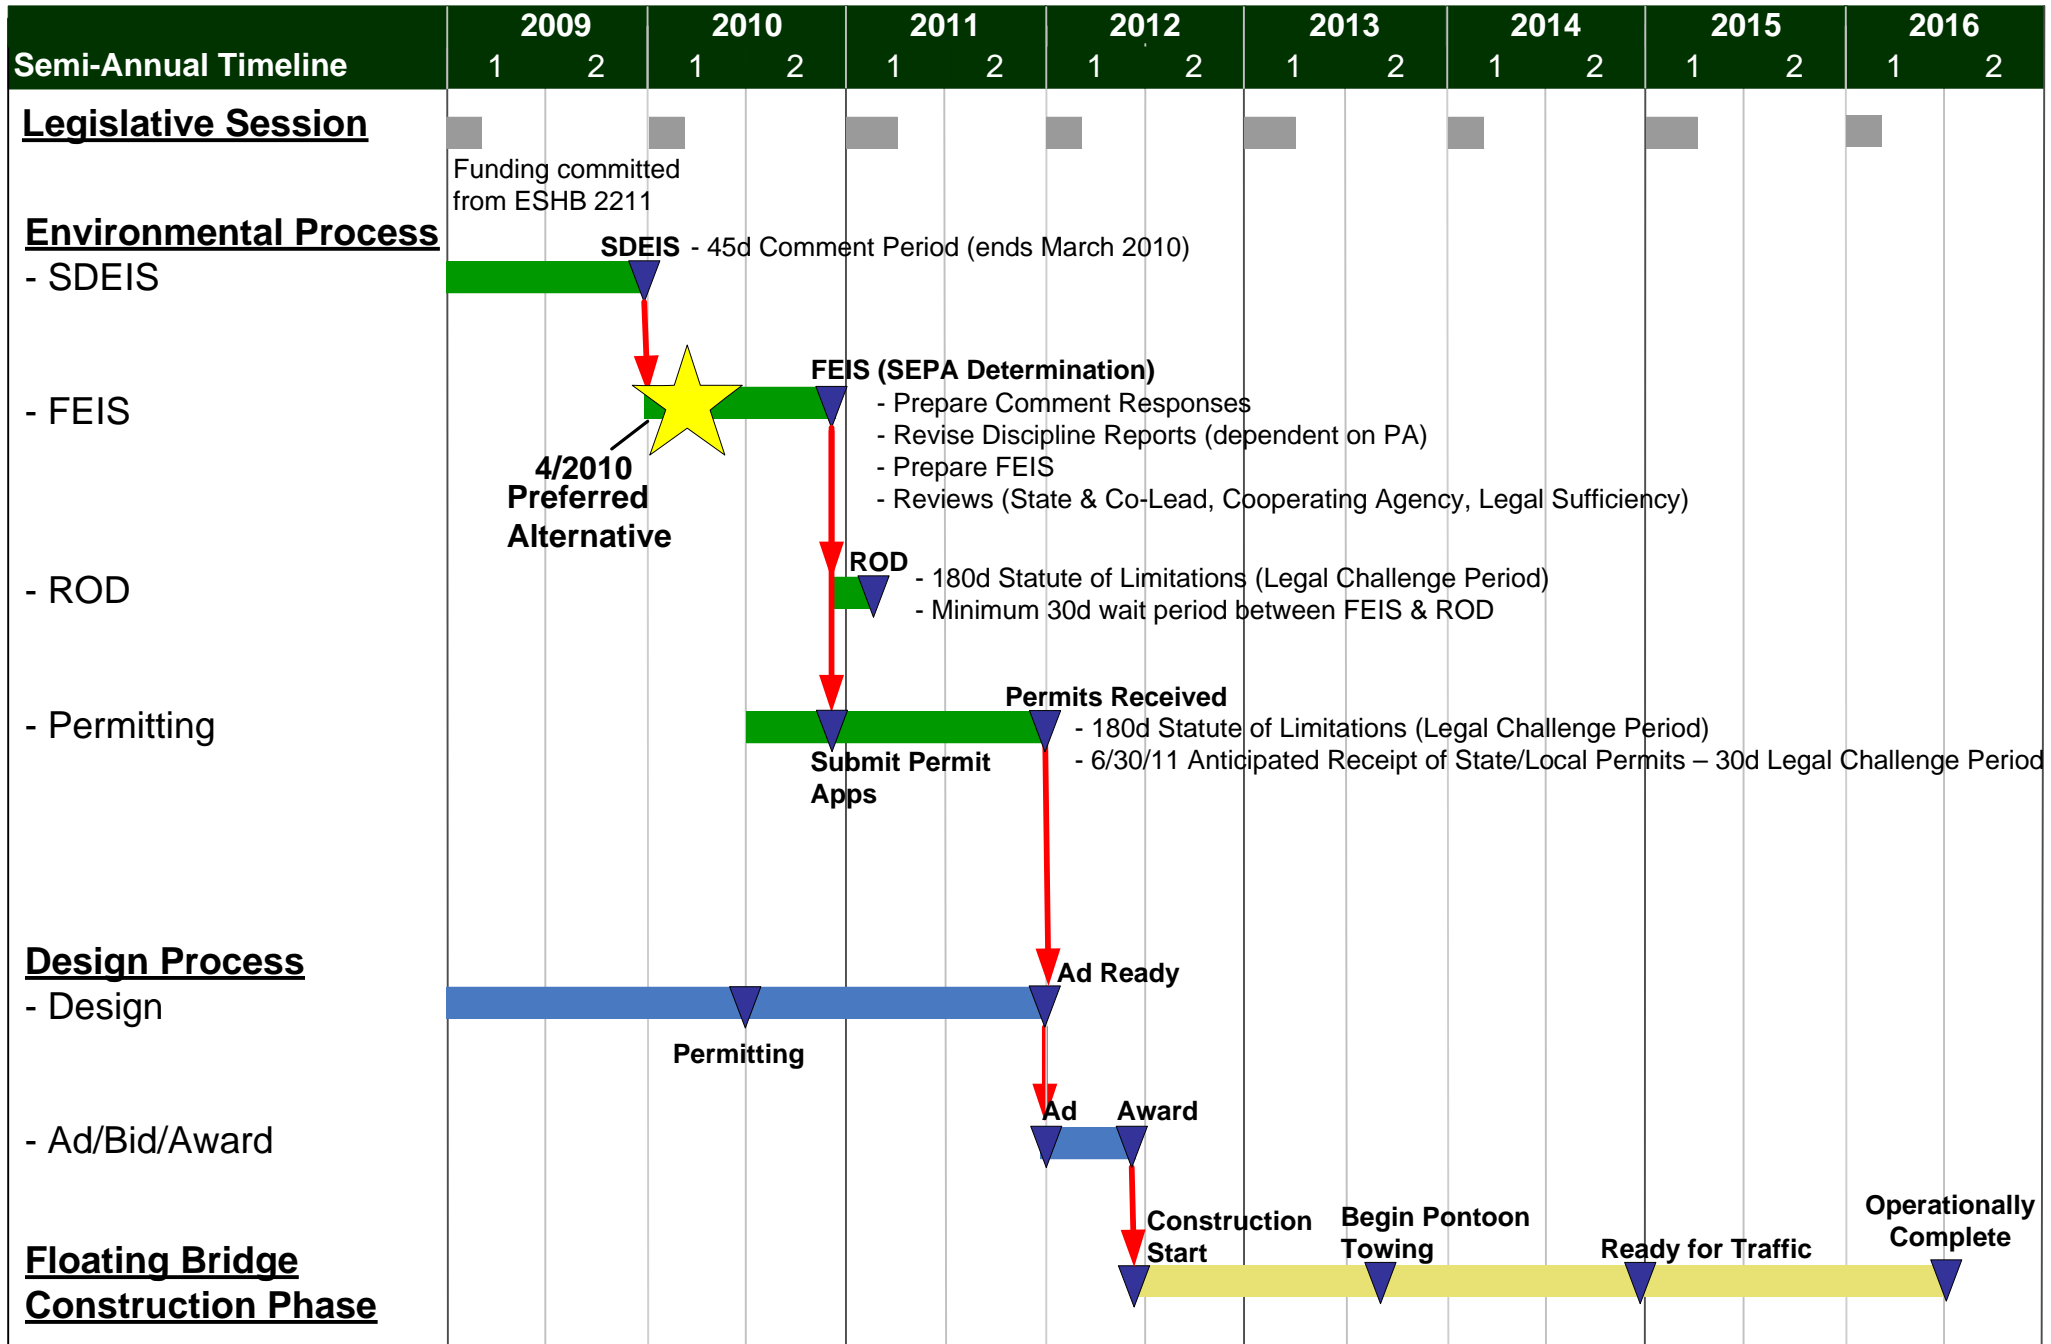 2009 2010 2011 2012 2013 2014 2015 2016
Semi-Annual Timeline 1 2 1 2 1 2 1 2 1 2 1 2 1 2 1 2
Legislative Session
Funding committed
from ESHB 2211
Environmental Process
SDEIS - 45d Comment Period (ends March 2010)
- SDEIS
FEIS (SEPA Determination)
- Prepare Comment Responses
- FEIS
- Revise Discipline Reports (dependent on PA)
- Prepare FEIS
- Reviews (State & Co-Lead, Cooperating Agency, Legal Sufficiency)
4/2010
Preferred
Alternative
ROD
- 180d Statute of Limitations (Legal Challenge Period)
- ROD
- Minimum 30d wait period between FEIS & ROD
Permits Received
- Permitting
- 180d Statute of Limitations (Legal Challenge Period)
- 6/30/11 Anticipated Receipt of State/Local Permits – 30d Legal Challenge Period
Submit Permit
Apps
Design Process
Ad Ready
- Design
Permitting
Ad Award
- Ad/Bid/Award
Construction
Start
Begin Pontoon
Towing
Ready for Traffic
Operationally
Complete
Floating Bridge
Construction Phase